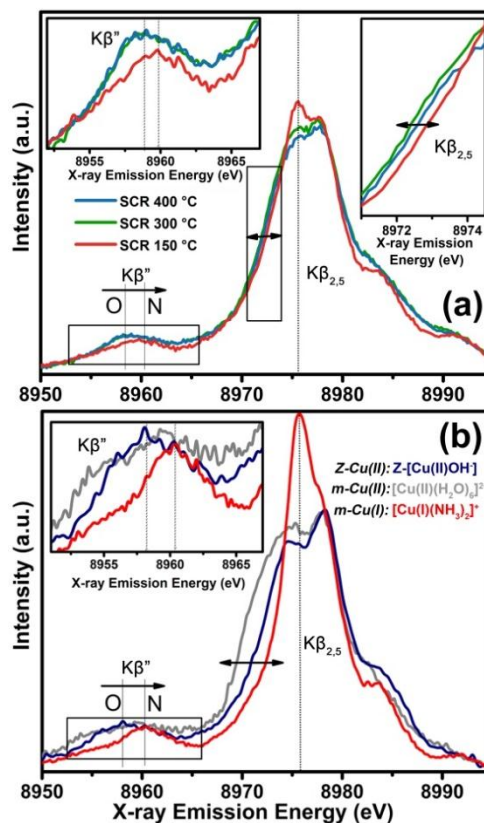 Kβ”
8955 8960 8965
X-ray Emission Energy (eV)
Kβ2,5
8972 8974
X-ray Emission
Energy (eV)
SCR 400 °C
SCR 300 °C
SCR 150 °C
Kβ”
O N
Kβ2,5
(a)
Intensity (a.u.)
8950 8960 8970 8980 8990
(b)
Kβ”
8955 8960 8965
X-ray Emission Energy (eV)
Z-Cu(II): Z-[Cu(II)OH-]
m-Cu(II): [Cu(II)(H2O)6]2
m-Cu(I): [Cu(I)(NH3)2]+
Kβ”
O N
Kβ2,5
Intensity (a.u.)
8950 8960 8970 8980 8990
X-ray Emission Energy (eV)